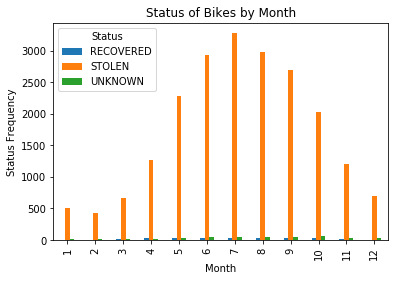 Status of Bikes by Month
Status
RECOVERED
STOLEN
UNKNOWN
Status Frequency
3000
2500
2000
1500
1000
500
0
1 2 3 4 5 6 7 8 9 10 11 12
Month